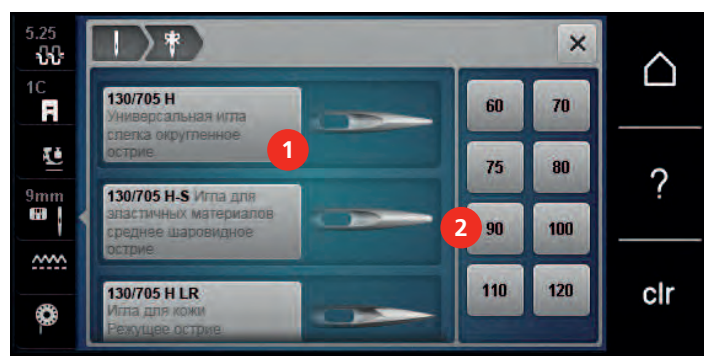 5.25
1C
9mm
130/705 H
Универсальная игла
слегка округленное
острие
1
130/705 H-S Игла для
эластичных материалов
среднее шаровидное
острие
2
130/705 H LR
Игла для кожи
Режущее острие
60 70
75 80
90 100
110 120
?
clr